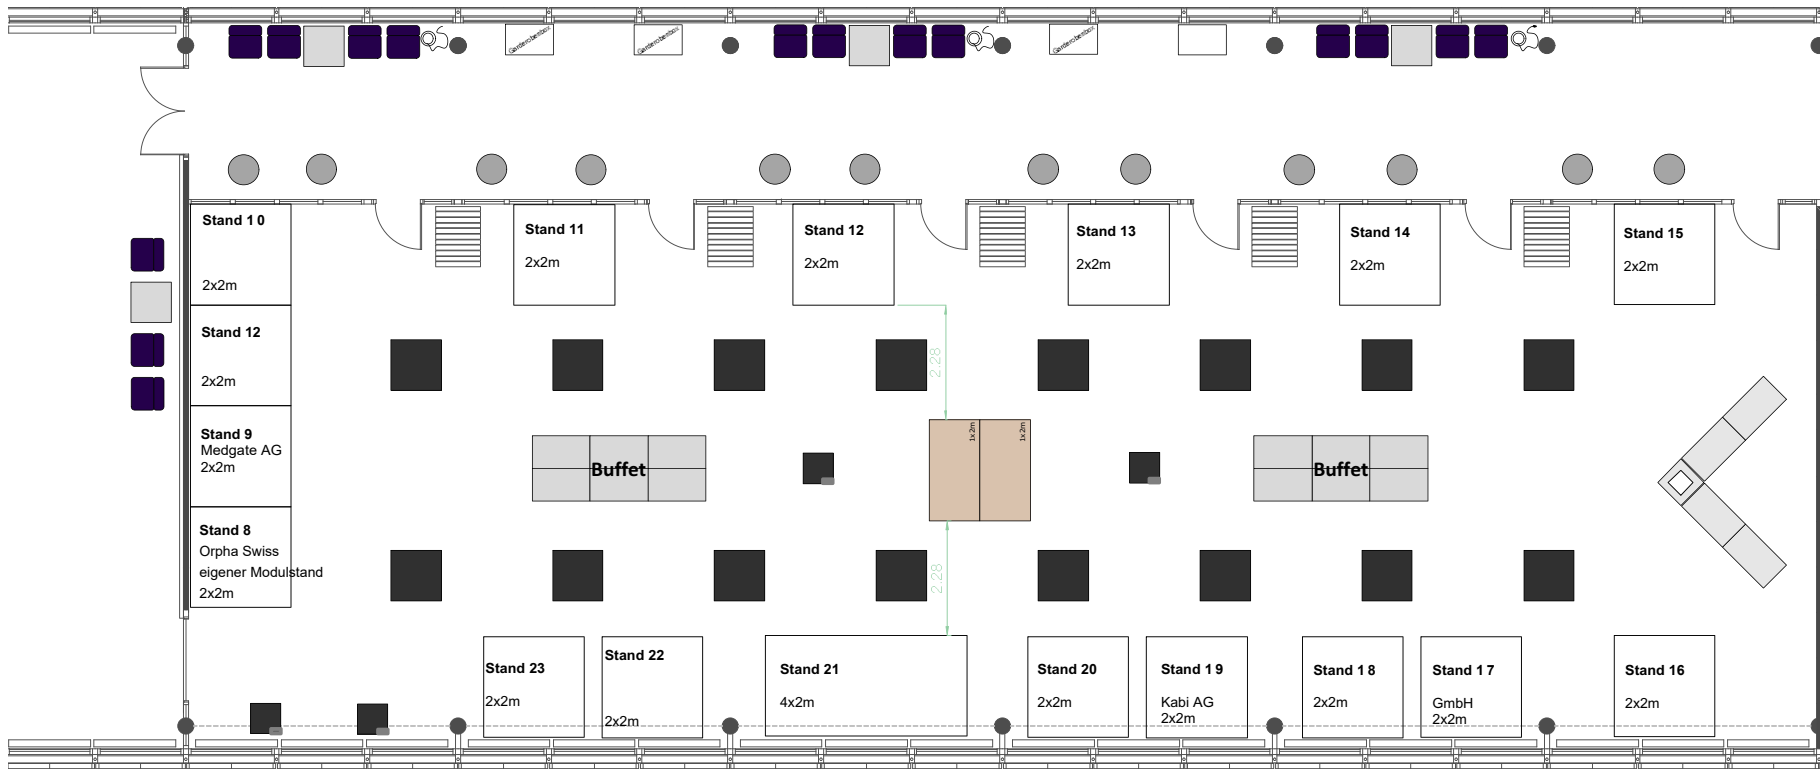 Garderobenbox
Garderobenbox
Garderobenbox
Stand 1 0
2x2m
Stand 11
2x2m
Stand 12
2x2m
Stand 13
2x2m
Stand 14
2x2m
Stand 15
2x2m
Stand 12
2x2m
2.28
Stand 9
Medgate AG
2x2m
Buffet
1x2m
1x2m
Buffet
Stand 8
Orpha Swiss
eigener Modulstand
2x2m
2.28
Stand 23
2x2m
Stand 22
2x2m
Stand 21
4x2m
Stand 20
2x2m
Stand 1 9
Kabi AG
2x2m
Stand 1 8
2x2m
Stand 1 7
GmbH
2x2m
Stand 16
2x2m